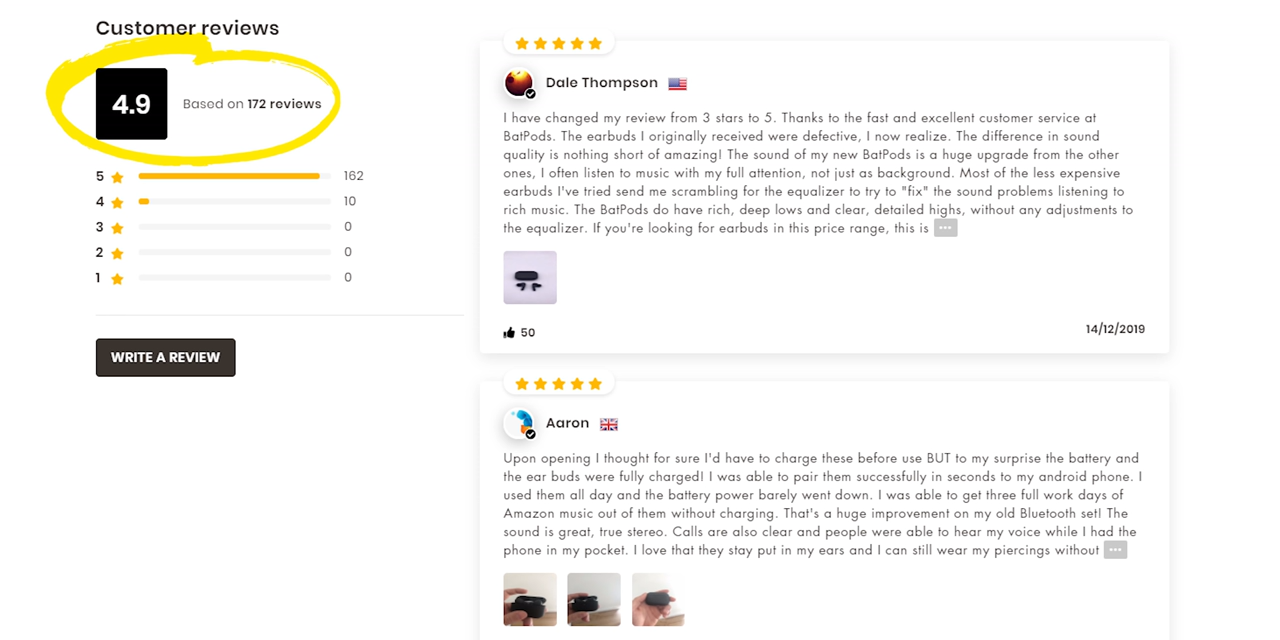 Customer reviews
4.9
Based on 172 reviews
5 162
4 10
3 0
2 0
1 0
WRITE A REVIEW
Dale Thompson
I have changed my review from 3 stars to 5. Thanks to the fast and excellent customer service at
BatPods. The earbuds I originally received were defective, I now realize. The difference in sound
quality is nothing short of amazing! The sound of my new BatPods is a huge upgrade from the other
ones, I often listen to music with my full attention, not just as background. Most of the less expensive
earbuds I've tried send me scrambling for the equalizer to try to "fix" the sound problems listening to
rich music. The BatPods do have rich, deep lows and clear, detailed highs, without any adjustments to
the equalizer. If you're looking for earbuds in this price range, this is ...
50
14/12/2019
Aaron
Upon opening I thought for sure I'd have to charge these before use BUT to my surprise the battery and
the ear buds were fully charged! I was able to pair them successfully in seconds to my android phone. I
used them all day and the battery power barely went down. I was able to get three full work days of
Amazon music out of them without charging. That's a huge improvement on my old Bluetooth set! The
sound is great, true stereo. Calls are also clear and people were able to hear my voice while I had the
phone in my pocket. I love that they stay put in my ears and I can still wear my piercings without ...